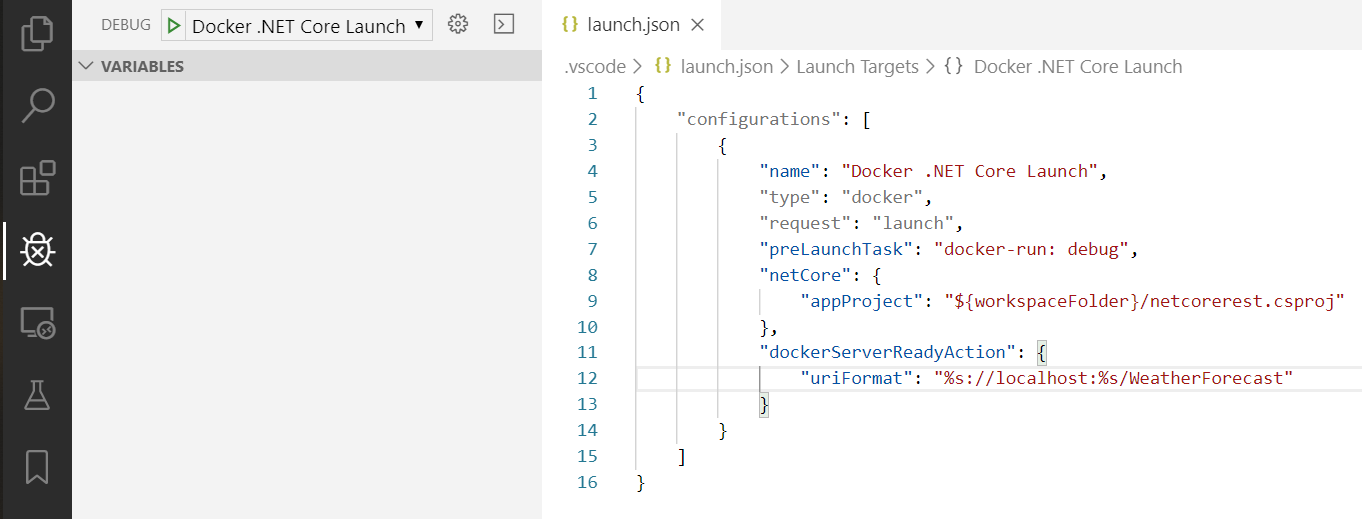 DEBUG Docker .NET Core Launch
VARIABLES
launch.json
.vscode > {} launch.json > Launch Targets > {} Docker .NET Core Launch
1 {
2 "configurations": [
3 {
4 "name": "Docker .NET Core Launch",
5 "type": "docker",
6 "request": "launch",
7 "preLaunchTask": "docker-run: debug",
8 "netCore": {
9 "appProject": "${workspaceFolder}/netcorerest.csproj"
10 },
11 "dockerServerReadyAction": {
12 "uriFormat": "%s://localhost:%s/WeatherForecast"
13 }
14 }
15 ]
16 }